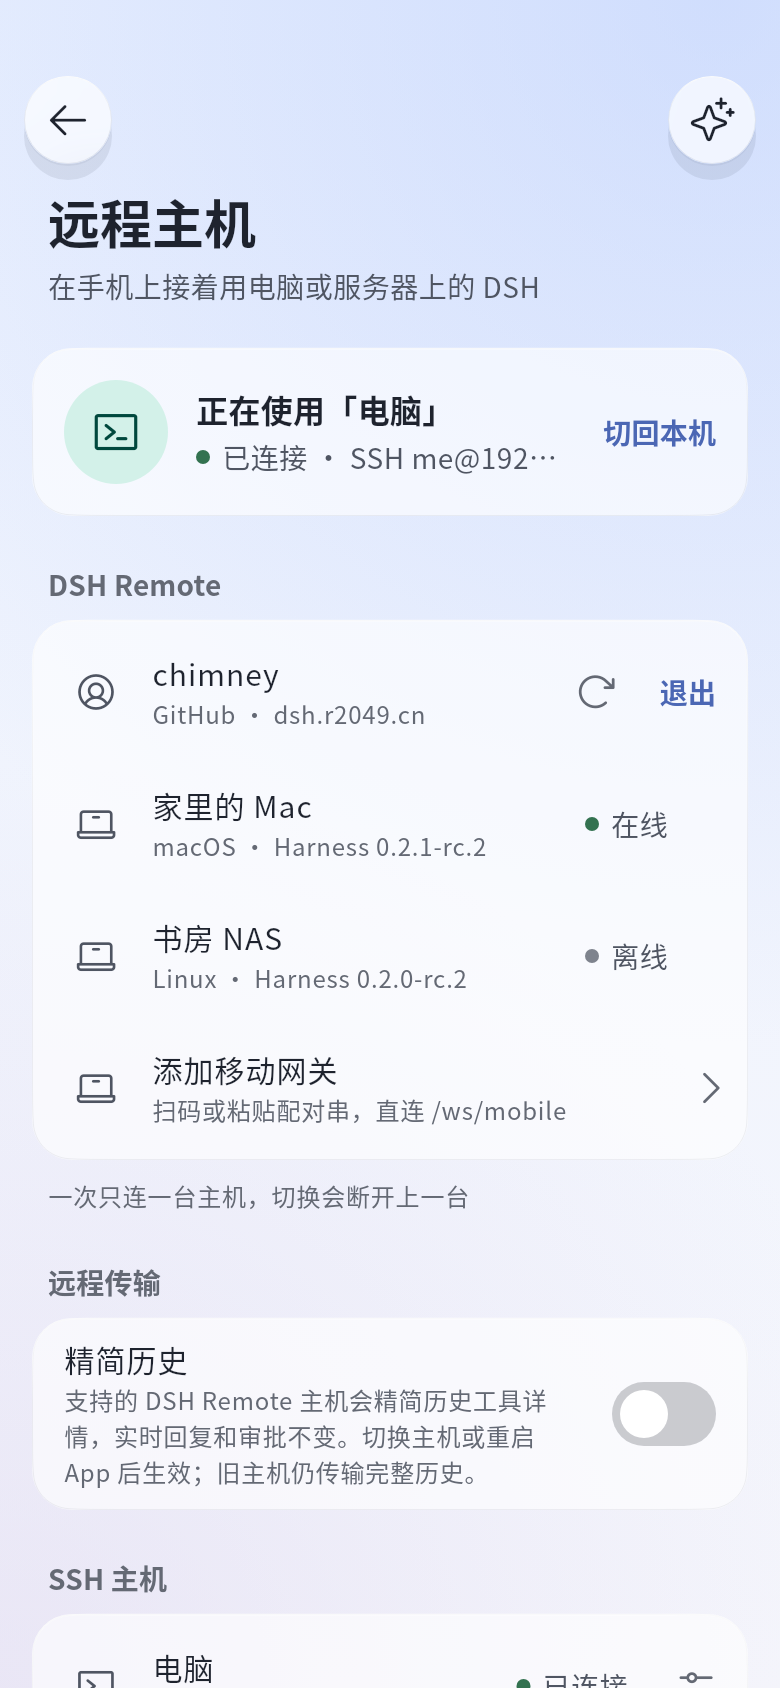 远程主机
在手机上接着用电脑或服务器上的 DSH
正在使用「电脑」
已连接 · SSH me@192…
切回本机
DSH Remote
chimney
GitHub · dsh.r2049.cn
退出
家里的 Mac
macOS · Harness 0.2.1-rc.2
在线
书房 NAS
Linux · Harness 0.2.0-rc.2
离线
添加移动网关
扫码或粘贴配对串，直连 /ws/mobile
一次只连一台主机，切换会断开上一台
远程传输
精简历史
支持的 DSH Remote 主机会精简历史工具详
情，实时回复和审批不变。切换主机或重启
App 后生效；旧主机仍传输完整历史。
SSH 主机
电脑
已连接